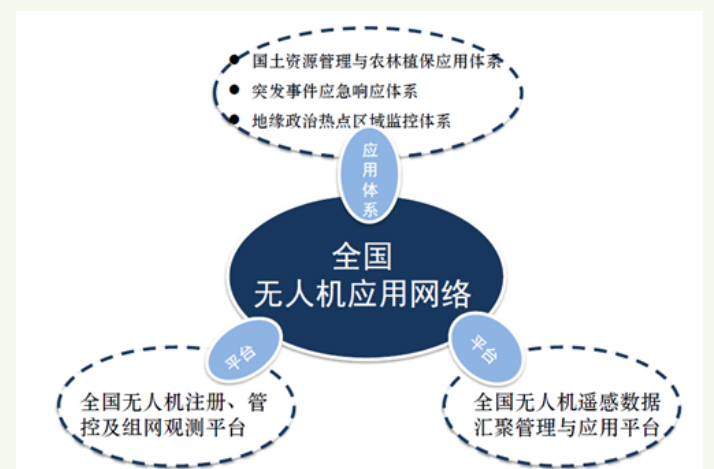 ● 国土资源管理与农林植保应用体系
● 突发事件应急响应体系
● 地缘政治热点区域监控体系
应
用
体
系
全国
无人机应用网络
平台
平台
全国无人机注册、管
控及组网观测平台
全国无人机遥感数据
汇聚管理与应用平台